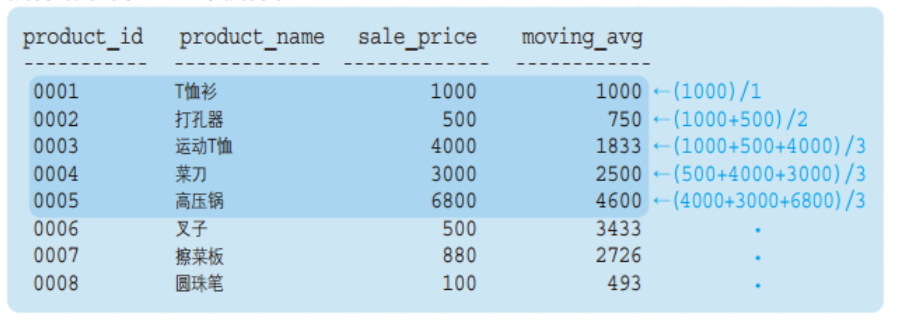 product_id product_name sale_price moving_avg
----------- ------------- ------------- ------------
0001 T恤衫 1000 1000 ←(1000)/1
0002 打孔器 500 750 ←(1000+500)/2
0003 运动T恤 4000 1833 ←(1000+500+4000)/3
0004 菜刀 3000 2500 ←(500+4000+3000)/3
0005 高压锅 6800 4600 ←(4000+3000+6800)/3
0006 叉子 500 3433 ·
0007 擦菜板 880 2726 ·
0008 圆珠笔 100 493 ·